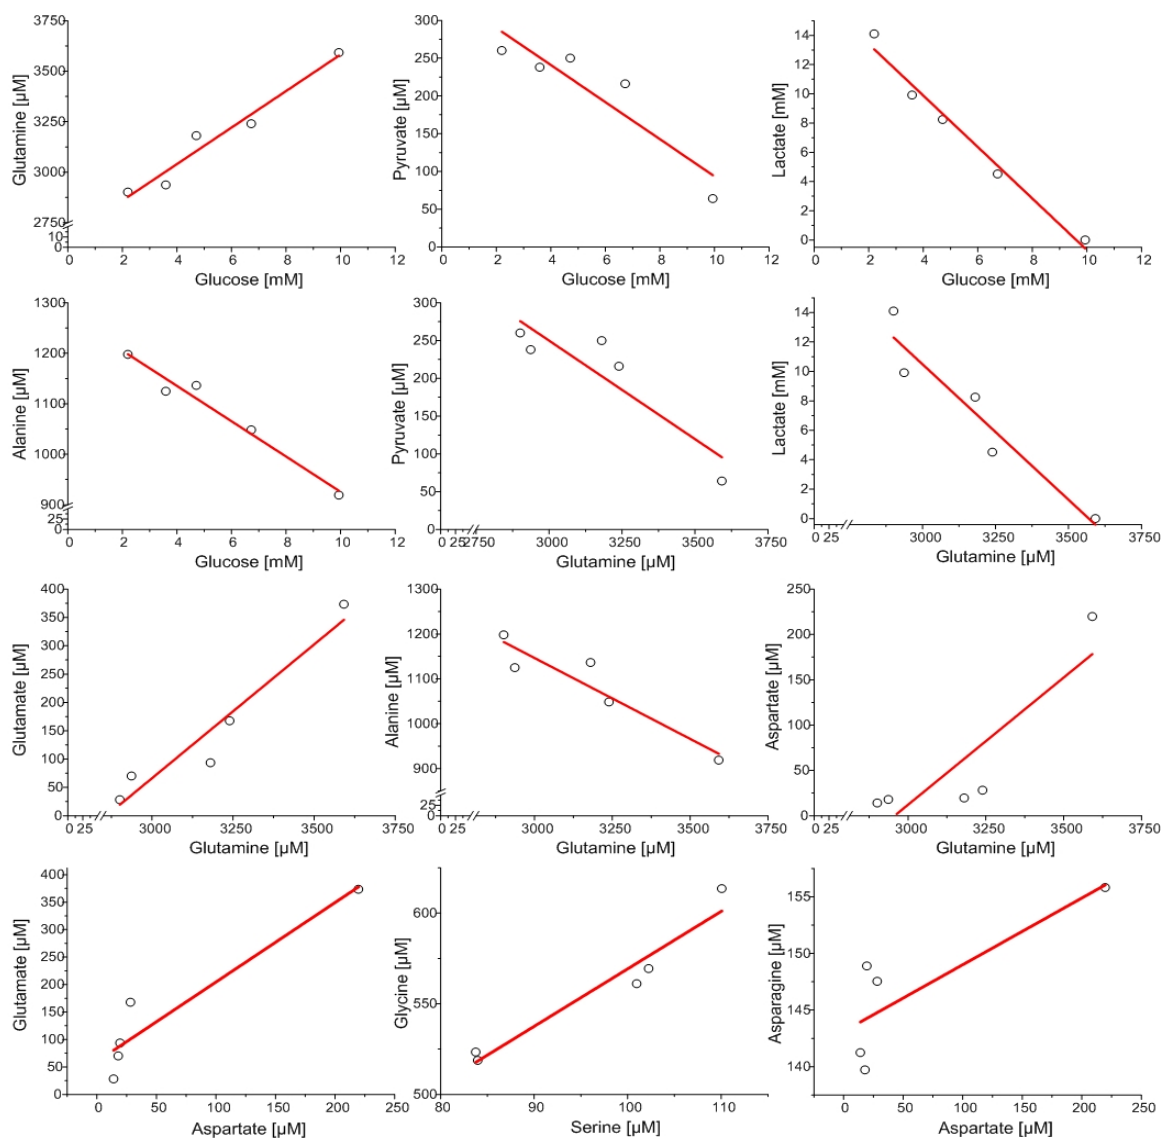 Glutamine [µM]
3750
3500
3250
3000
2750
10
0
0 2 4 6 8 10 12
Glucose [mM]
Pyruvate [µM]
300
250
200
150
100
50
0
0 2 4 6 8 10 12
Glucose [mM]
Lactate [mM]
14
12
10
8
6
4
2
0
0 2 4 6 8 10 12
Glucose [mM]
Alanine [µM]
1300
1200
1100
1000
900
25
0
0 2 4 6 8 10 12
Glucose [mM]
Pyruvate [µM]
300
250
200
150
100
50
0
0 25 2750 3000 3250 3500 3750
Glutamine [µM]
Lactate [mM]
14
12
10
8
6
4
2
0
0 25 3000 3250 3500 3750
Glutamine [µM]
Glutamate [µM]
400
350
300
250
200
150
100
50
0
0 25 3000 3250 3500 3750
Glutamine [µM]
Alanine [µM]
1300
1200
1100
1000
900
25
0
0 25 3000 3250 3500 3750
Glutamine [µM]
Aspartate [µM]
250
200
150
100
50
0
0 25 3000 3250 3500 3750
Glutamine [µM]
Glutamate [µM]
400
350
300
250
200
150
100
50
0
0 50 100 150 200 250
Aspartate [µM]
Glycine [µM]
600
550
500
80 90 100 110
Serine [µM]
Asparagine [µM]
155
150
145
140
0 50 100 150 200 250
Aspartate [µM]